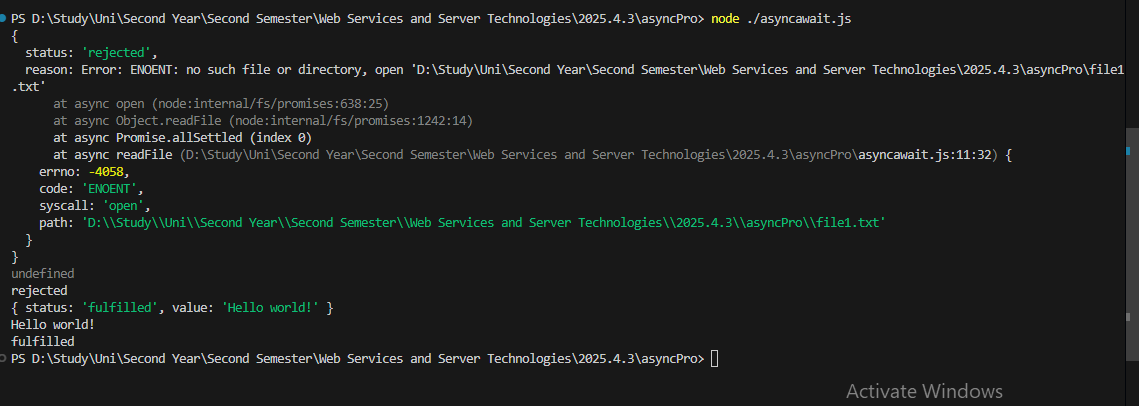 PS D:\Study\Uni\Second Year\Second Semester\Web Services and Server Technologies\2025.4.3\asyncPro> node ./asyncawait.js
{
  status: 'rejected',
  reason: Error: ENOENT: no such file or directory, open 'D:\Study\Uni\Second Year\Second Semester\Web Services and Server Technologies\2025.4.3\asyncPro\file1
.txt'
      at async open (node:internal/fs/promises:638:25)
      at async Object.readFile (node:internal/fs/promises:1242:14)
      at async Promise.allSettled (index 0)
      at async readFile (D:\Study\Uni\Second Year\Second Semester\Web Services and Server Technologies\2025.4.3\asyncPro\asyncawait.js:11:32) {
    errno: -4058,
    code: 'ENOENT',
    syscall: 'open',
    path: 'D:\\Study\\Uni\\Second Year\\Second Semester\\Web Services and Server Technologies\\2025.4.3\\asyncPro\\file1.txt'
  }
}
undefined
rejected
{ status: 'fulfilled', value: 'Hello world!' }
Hello world!
fulfilled
PS D:\Study\Uni\Second Year\Second Semester\Web Services and Server Technologies\2025.4.3\asyncPro>
Activate Windows